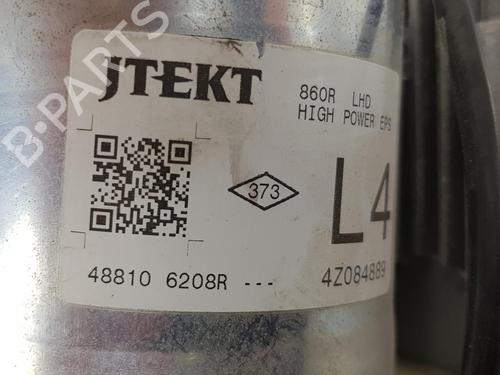 B-PARTS
JTEKT
860R LHD
HIGH POWER EPS
373
L4
48810 6208R ---
4Z084889